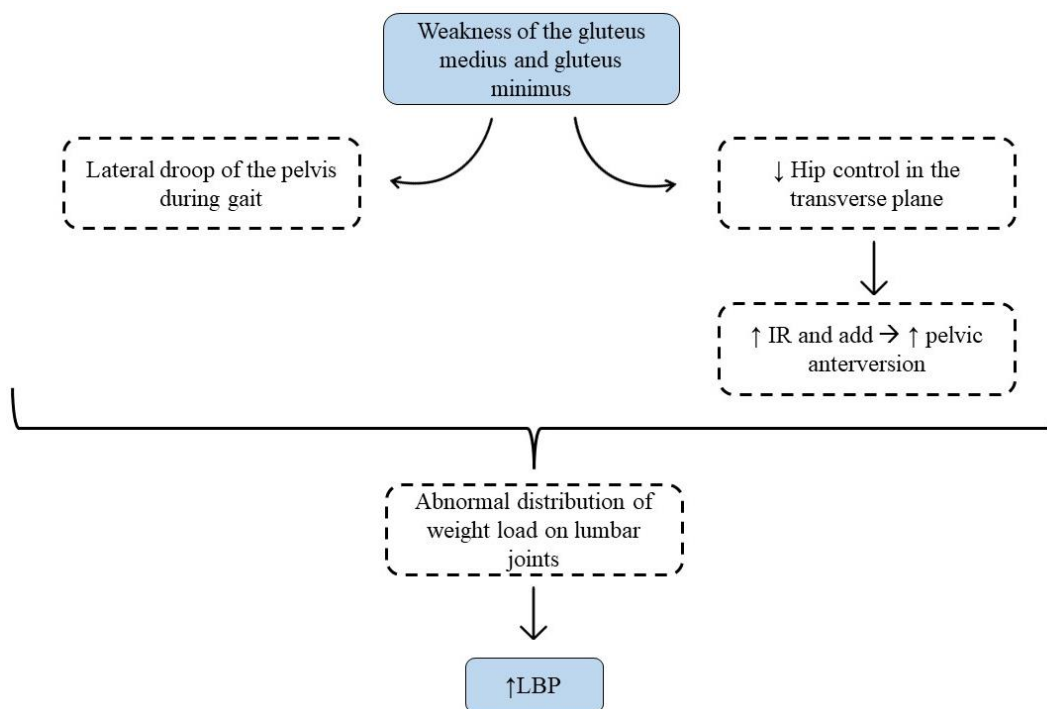 Weakness of the gluteus
medius and gluteus
minimus
Lateral droop of the pelvis
during gait
↓ Hip control in the
transverse plane
↑ IR and add → ↑ pelvic
anterversion
Abnormal distribution of
weight load on lumbar
joints
↑LBP